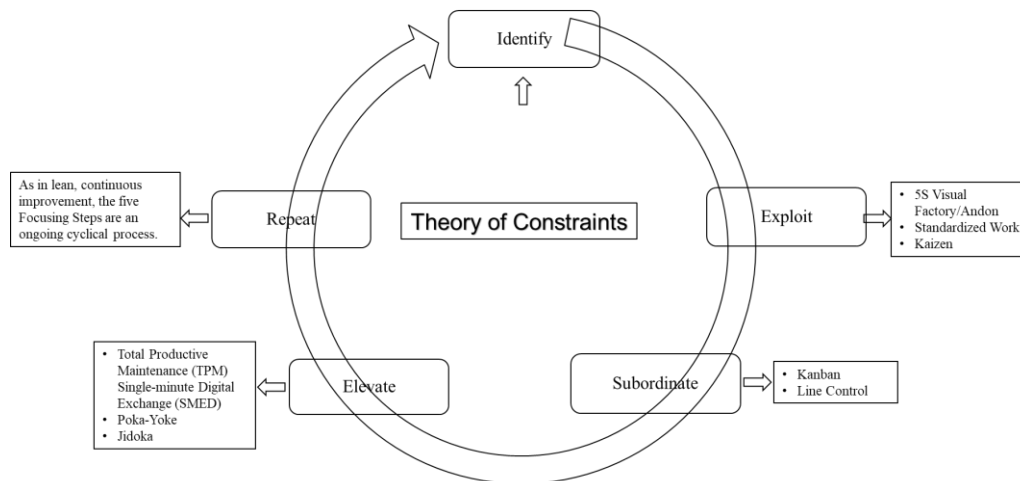 Identify
As in lean, continuous
improvement, the five
Focusing Steps are an
ongoing cyclical process.
Repeat
Theory of Constraints
Exploit
• 5S Visual
Factory/Andon
• Standardized Work
• Kaizen
• Total Productive
Maintenance (TPM)
Single-minute Digital
Exchange (SMED)
• Poka-Yoke
• Jidoka
Elevate
Subordinate
• Kanban
• Line Control